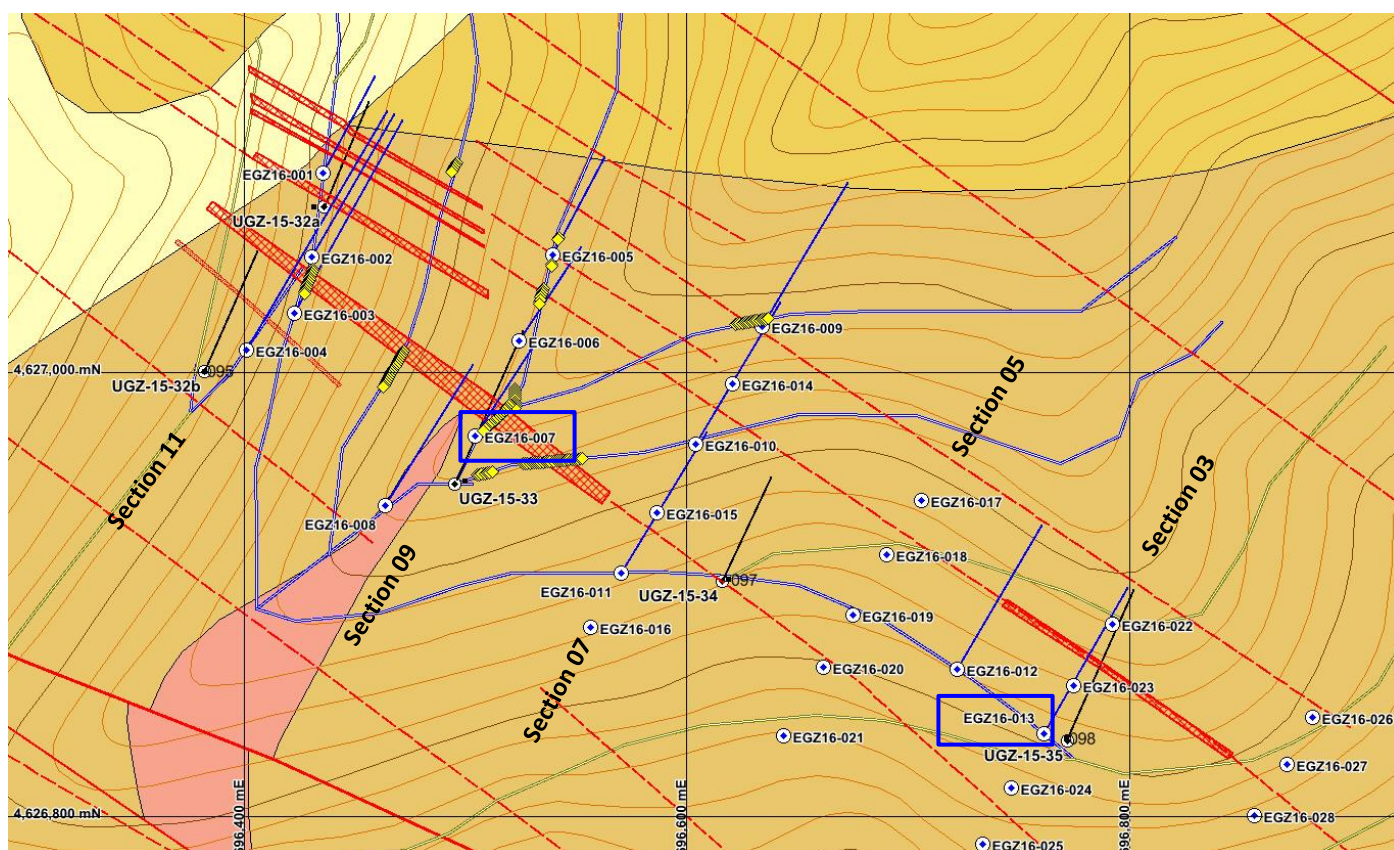 EGZ16-001
UGZ-15-32a
EGZ16-002
EGZ16-005
EGZ16-003
EGZ16-009
EGZ16-006
EGZ16-004
4,627,000 mN
095
UGZ-15-32b
EGZ16-014
Section 05
EGZ16-007
EGZ16-010
Section 11
UGZ-15-33
EGZ16-017
Section 03
EGZ16-008
EGZ16-015
EGZ16-018
Section 09
EGZ16-011
UGZ-15-34
097
EGZ16-019
EGZ16-016
EGZ16-022
Section 07
EGZ16-020
EGZ16-012
EGZ16-023
EGZ16-013
EGZ16-026
EGZ16-021
098
UGZ-15-35
EGZ16-027
EGZ16-024
4,626,800 mN
EGZ16-028
EGZ16-025
696,400 mE
696,600 mE
696,800 mE